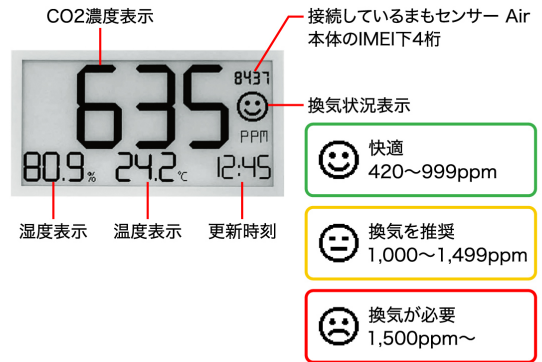 CO2濃度表示
接続しているまもセンサー Air
本体のIMEI下4桁
8437
635
PPM
換気状況表示
80.9%
24.2℃
12:45
湿度表示
温度表示
更新時刻
快適
420〜999ppm
換気を推奨
1,000〜1,499ppm
換気が必要
1,500ppm〜